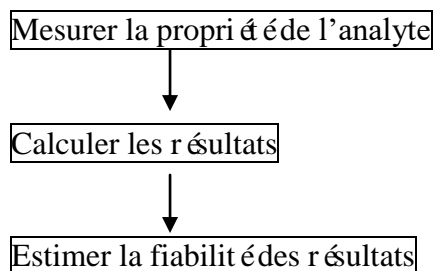 Mesurer la propriété de l’analyte
Calculer les résultats
Estimer la fiabilité des résultats